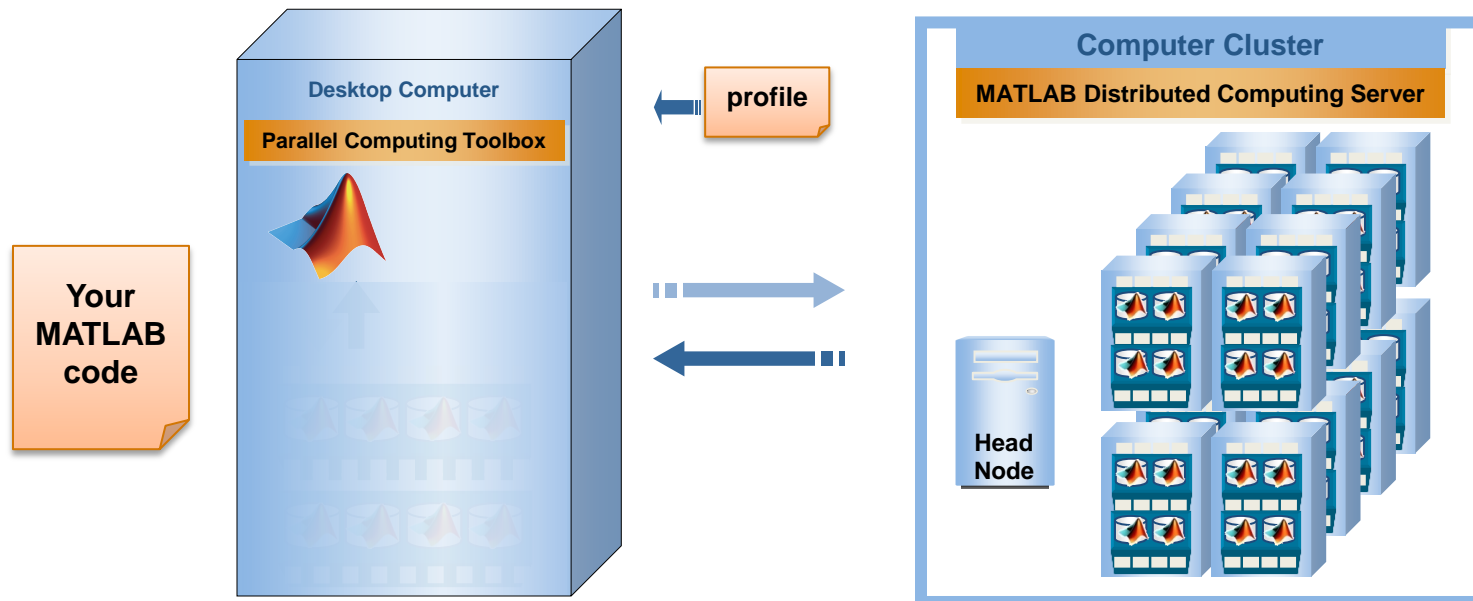 Desktop Computer
Parallel Computing Toolbox
Your
MATLAB
code
profile
Computer Cluster
MATLAB Distributed Computing Server
Head
Node